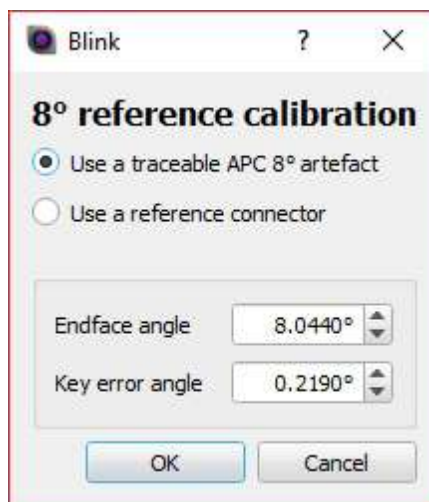 Blink ?
8° reference calibration
Use a traceable APC 8° artefact
Use a reference connector
Endface angle 8.0440°
Key error angle 0.2190°
OK Cancel